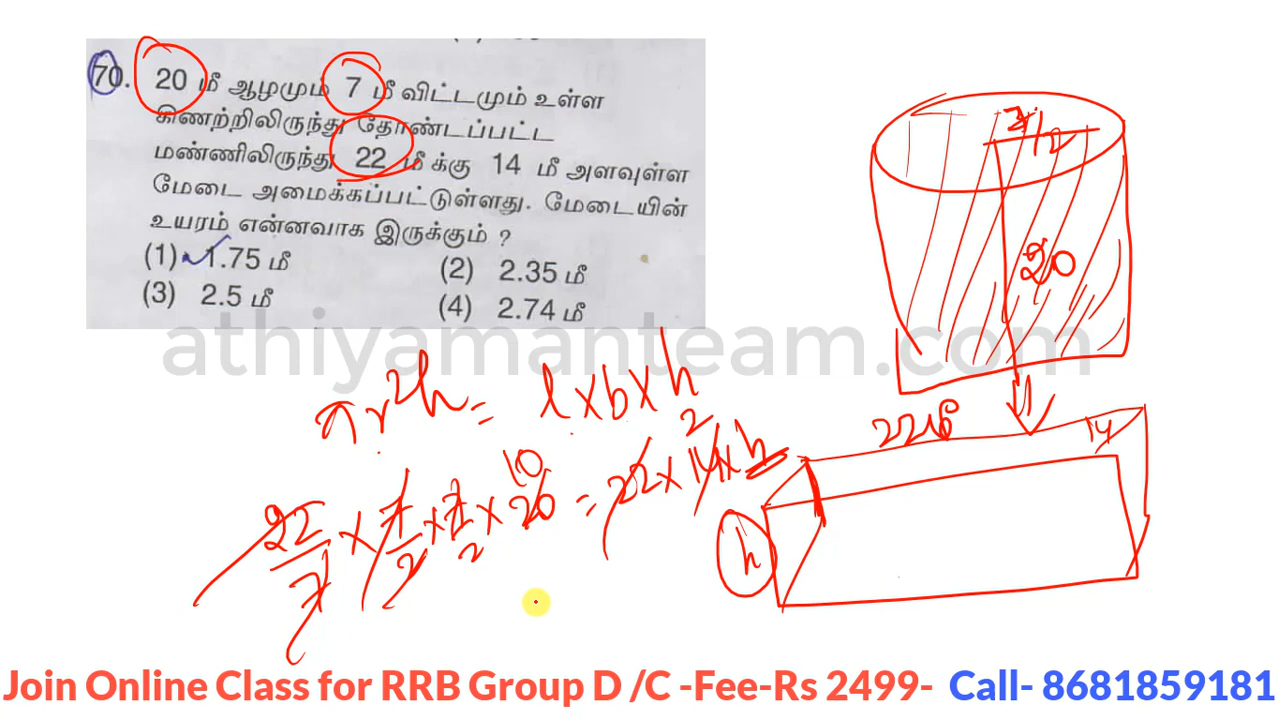 70. 20 மீ ஆழமும் 7 மீ விட்டமும் உள்ள
கிணற்றிலிருந்து தோண்டப்பட்ட
மண்ணிலிருந்து 22 மீ க்கு 14 மீ அளவுள்ள
மேடை அமைக்கப்பட்டுள்ளது. மேடையின்
உயரம் என்னவாக இருக்கும் ?
(1) 1.75 மீ (2) 2.35 மீ
(3) 2.5 மீ (4) 2.74 மீ
7/2
20
athiyamanteam.com
πr²h = l×b×h
22/7 × 7/2 × 7/2 × 20 = 22 × 14 × h
10
2
22மீ
14
h
Join Online Class for RRB Group D /C -Fee-Rs 2499- Call- 8681859181